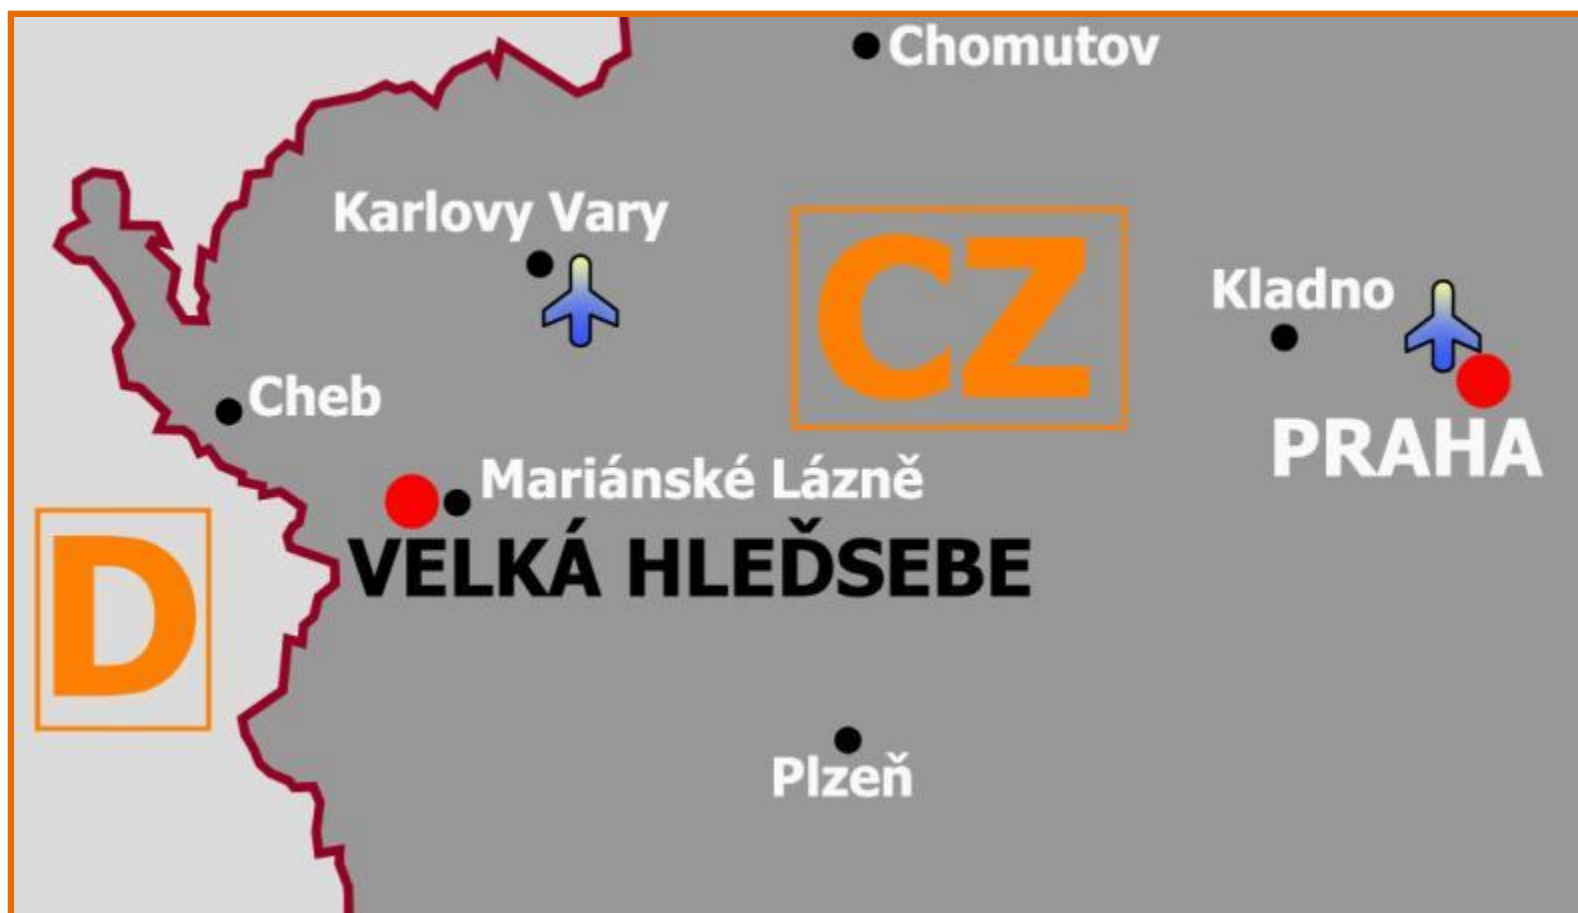 Chomutov
Karlovy Vary
CZ
Kladno
Cheb
PRAHA
Mariánské Lázně
VELKÁ HLEĎSEBE
D
Plzeň